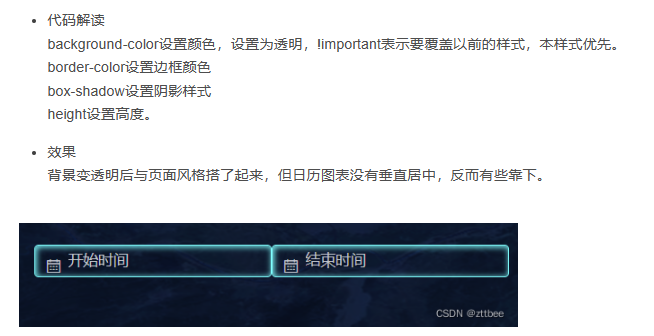 代码解读
background-color设置颜色，设置为透明，!important表示要覆盖以前的样式，本样式优先。
border-color设置边框颜色
box-shadow设置阴影样式
height设置高度。
效果
背景变透明后与页面风格搭了起来，但日历图表没有垂直居中，反而有些靠下。
开始时间
结束时间
CSDN @zttbee